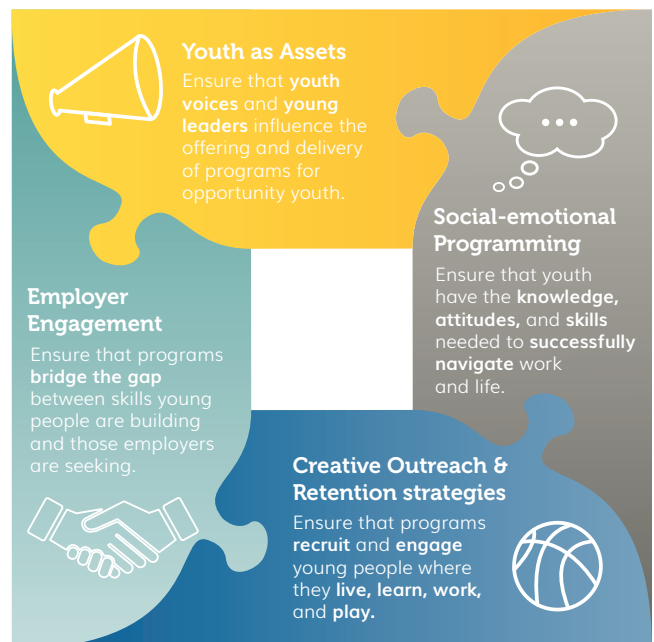 Youth as Assets
Ensure that youth
voices and young
leaders influence the
offering and delivery
of programs for
opportunity youth.
Social-emotional
Programming
Ensure that youth
have the knowledge,
attitudes, and skills
needed to successfully
navigate work
and life.
Employer
Engagement
Ensure that programs
bridge the gap
between skills young
people are building
and those employers
are seeking.
Creative Outreach &
Retention strategies
Ensure that programs
recruit and engage
young people where
they live, learn, work,
and play.